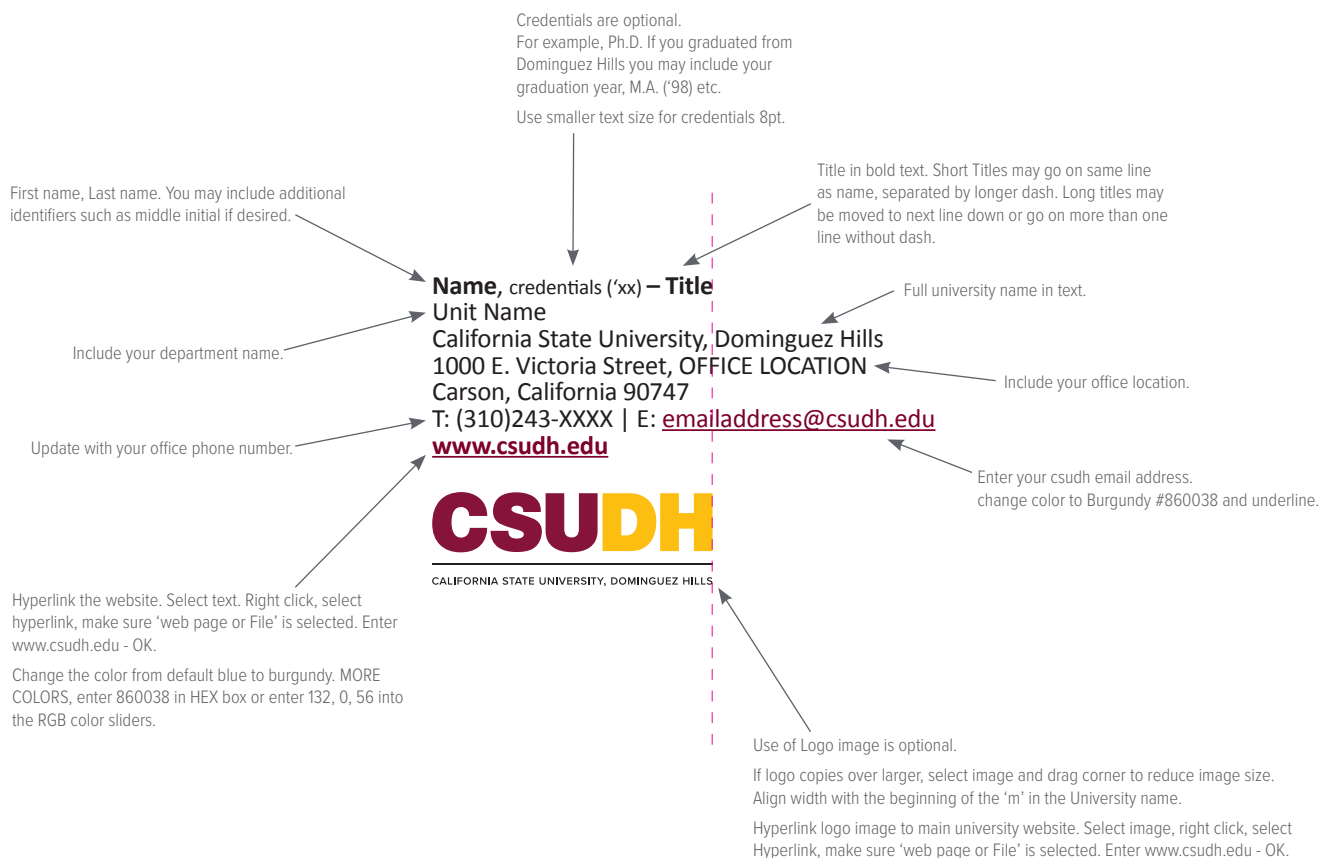 Credentials are optional.
For example, Ph.D. If you graduated from
Dominguez Hills you may include your
graduation year, M.A. (‘98) etc.
Use smaller text size for credentials 8pt.
First name, Last name. You may include additional
identifiers such as middle initial if desired.
Title in bold text. Short Titles may go on same line
as name, separated by longer dash. Long titles may
be moved to next line down or go on more than one
line without dash.
Name, credentials (‘xx) – Title
Unit Name
California State University, Dominguez Hills
1000 E. Victoria Street, OFFICE LOCATION
Carson, California 90747
T: (310)243-XXXX | E: emailaddress@csudh.edu
www.csudh.edu
Full university name in text.
Include your department name.
Include your office location.
Update with your office phone number.
Enter your csudh email address.
change color to Burgundy #860038 and underline.
CSUDH
CALIFORNIA STATE UNIVERSITY, DOMINGUEZ HILLS
Hyperlink the website. Select text. Right click, select
hyperlink, make sure ‘web page or File’ is selected. Enter
www.csudh.edu - OK.
Change the color from default blue to burgundy. MORE
COLORS, enter 860038 in HEX box or enter 132, 0, 56 into
the RGB color sliders.
Use of Logo image is optional.
If logo copies over larger, select image and drag corner to reduce image size.
Align width with the beginning of the ‘m’ in the University name.
Hyperlink logo image to main university website. Select image, right click, select
Hyperlink, make sure ‘web page or File’ is selected. Enter www.csudh.edu - OK.